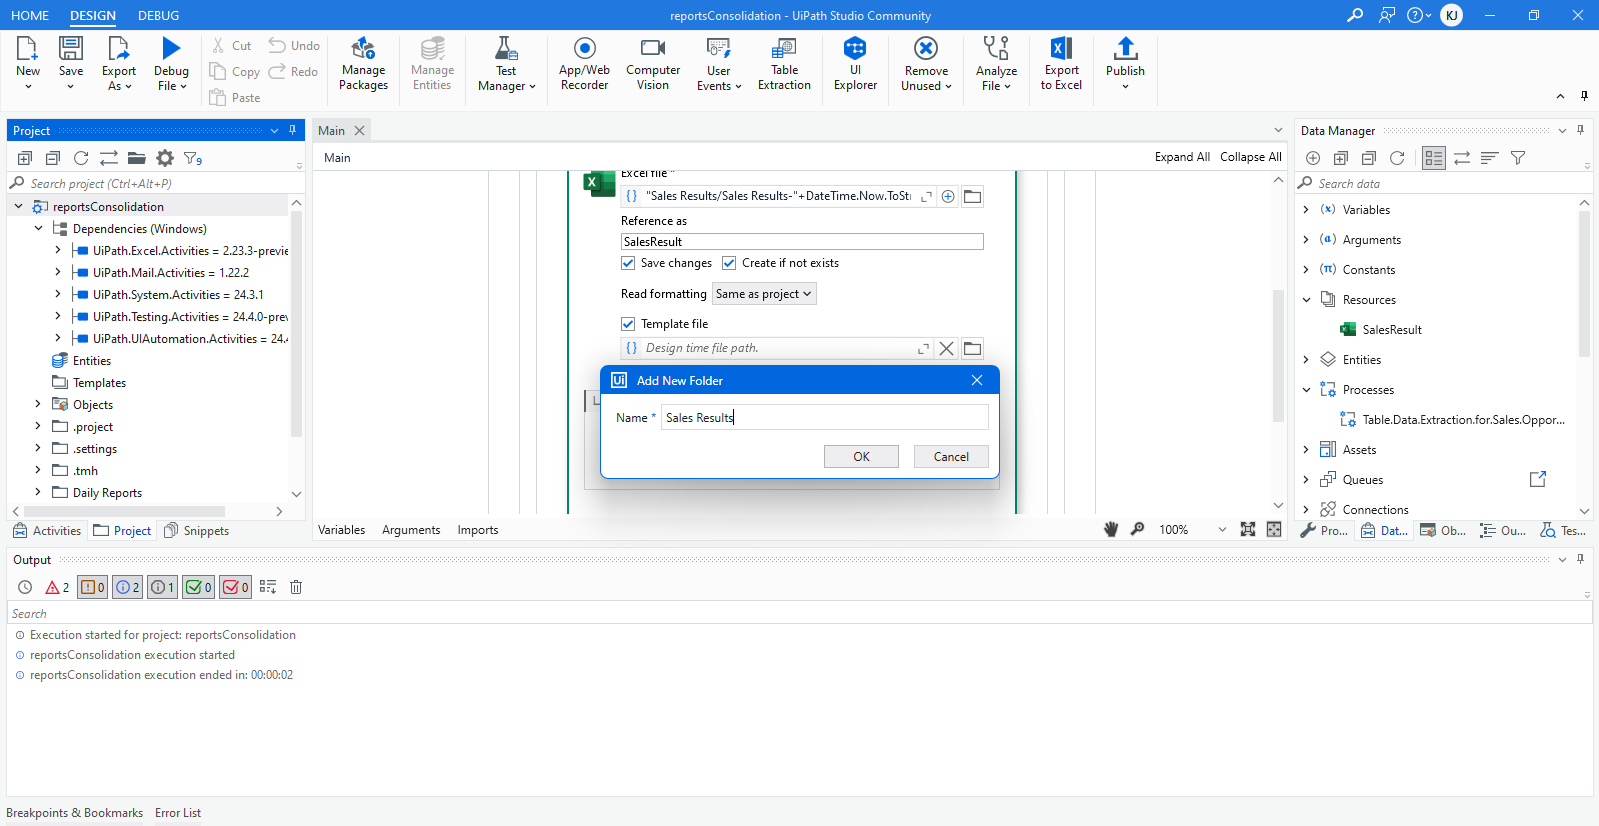 HOME DESIGN DEBUG
reportsConsolidation - UiPath Studio Community
KJ
New
Save
Export As
Debug File
Cut
Copy
Paste
Undo
Redo
Manage Packages
Manage Entities
Test Manager
App/Web Recorder
Computer Vision
User Events
Table Extraction
UI Explorer
Remove Unused
Analyze File
Export to Excel
Publish
Project
9
Search project (Ctrl+Alt+P)
reportsConsolidation
Dependencies (Windows)
UiPath.Excel.Activities = 2.23.3-previe
UiPath.Mail.Activities = 1.22.2
UiPath.System.Activities = 24.3.1
UiPath.Testing.Activities = 24.4.0-prev
UiPath.UIAutomation.Activities = 24.4
Entities
Templates
Objects
.project
.settings
.tmh
Daily Reports
Activities Project Snippets
Main
Main
Expand All Collapse All
Excel file *
"Sales Results/Sales Results-"+DateTime.Now.ToStr
Reference as
SalesResult
Save changes Create if not exists
Read formatting Same as project
Template file
Design time file path.
Ui Add New Folder
Name * Sales Results
OK Cancel
Variables Arguments Imports
100%
Data Manager
Search data
(x) Variables
(a) Arguments
(π) Constants
Resources
SalesResult
Entities
Processes
Table.Data.Extraction.for.Sales.Oppor...
Assets
Queues
Connections
Pro... Dat... Ob... Ou... Tes...
Output
2 0 2 1 0 0
Search
Execution started for project: reportsConsolidation
reportsConsolidation execution started
reportsConsolidation execution ended in: 00:00:02
Breakpoints & Bookmarks Error List